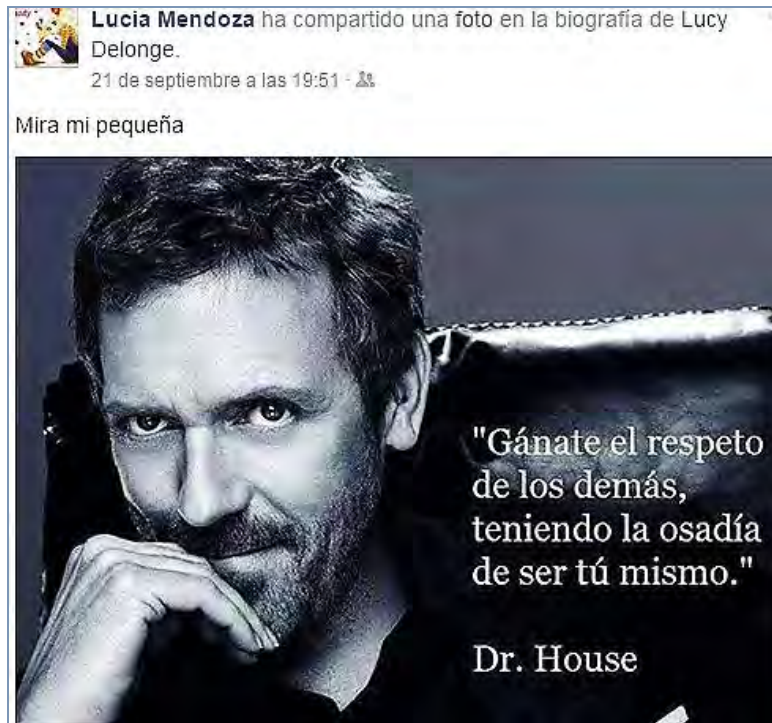 Lucia Mendoza ha compartido una foto en la biografía de Lucy
Delonge.
21 de septiembre a las 19:51 ·
Mira mi pequeña
"Gánate el respeto
de los demás,
teniendo la osadía
de ser tú mismo."
Dr. House